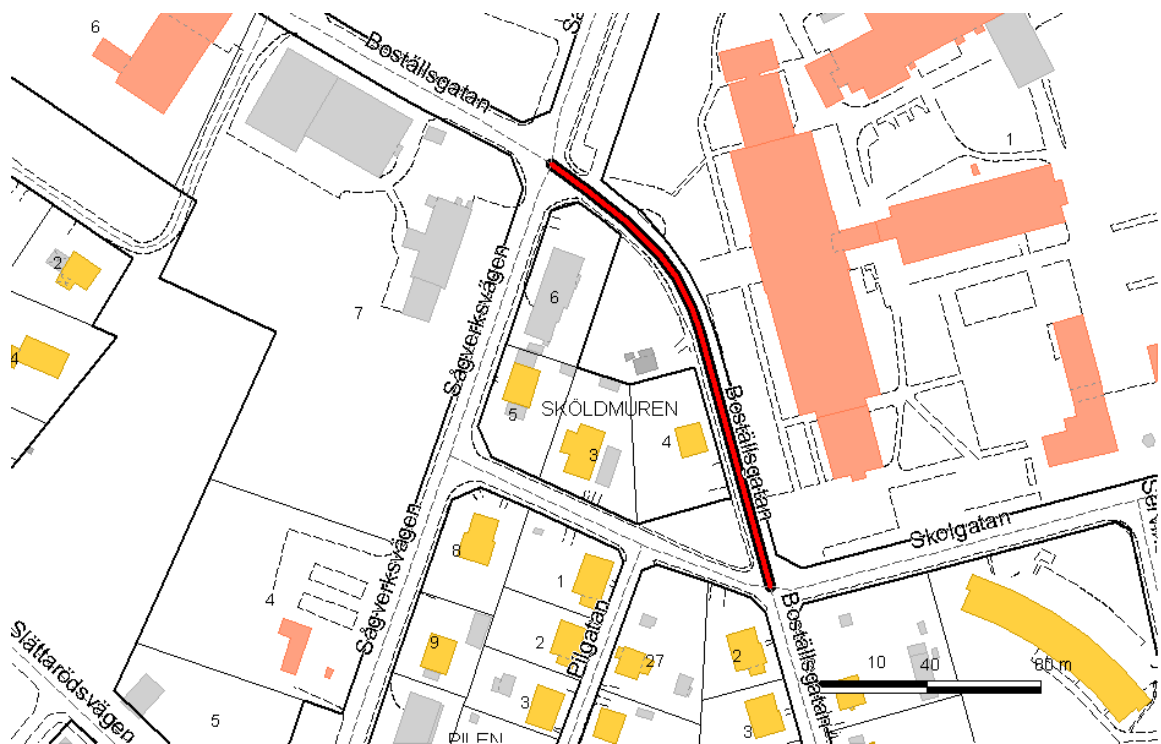 6
Boställsgatan
1
2
4
7
Sågverksvägen
6
5
SKÖLDMUREN
3
4
Boställsgatan
Skolgatan
Sågverksvägen
8
1
4
9
2
Pilgatan
27
2
Boställsgatan
10
40
80 m
Slättarödsvägen
5
3
3
PILEN